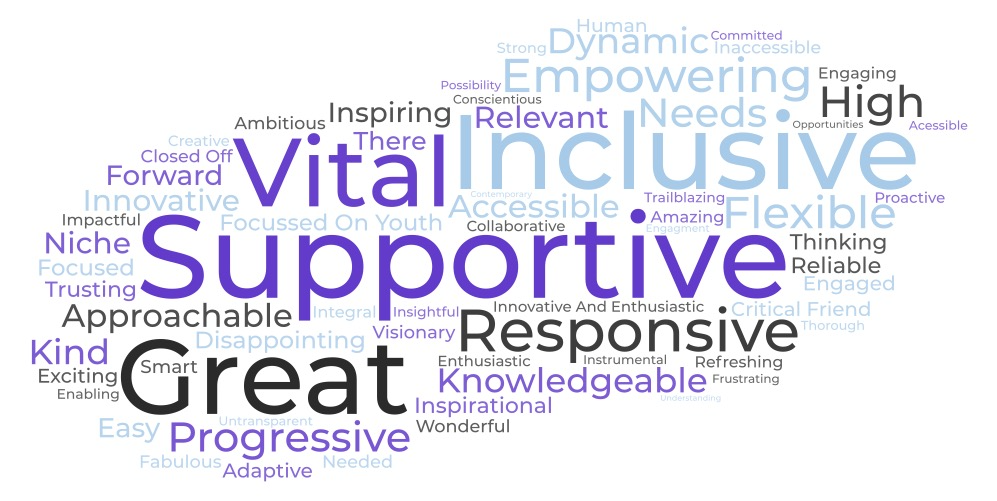 Human
Dynamic
Committed
Strong
Inaccessible
Empowering
Engaging
Possibility
High
Conscientious
Inspiring
Relevant
Needs
Ambitious
Opportunities
Acessible
Creative
There
Inclusive
Closed Off
Vital
Forward
Contemporary
Innovative
Accessible
Trailblazing
Proactive
Impactful
Focussed On Youth
Collaborative
Amazing
Flexible
Engagment
Niche
Supportive
Thinking
Focused
Reliable
Trusting
Engaged
Approachable
Integral
Insightful
Innovative And Enthusiastic
Critical Friend
Visionary
Responsive
Thorough
Disappointing
Kind
Great
Smart
Enthusiastic
Instrumental
Refreshing
Exciting
Knowledgeable
Frustrating
Enabling
Understanding
Inspirational
Easy
Untransparent
Wonderful
Progressive
Fabulous
Adaptive
Needed